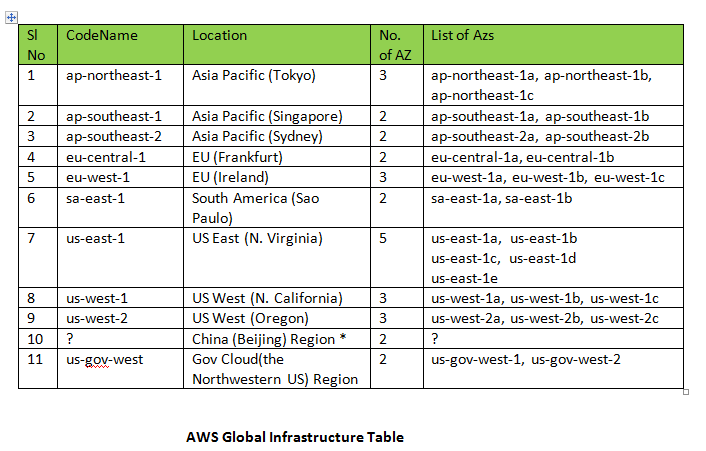 Sl No CodeName Location No. of AZ List of Azs
1 ap-northeast-1 Asia Pacific (Tokyo) 3 ap-northeast-1a, ap-northeast-1b,
ap-northeast-1c
2 ap-southeast-1 Asia Pacific (Singapore) 2 ap-southeast-1a, ap-southeast-1b
3 ap-southeast-2 Asia Pacific (Sydney) 2 ap-southeast-2a, ap-southeast-2b
4 eu-central-1 EU (Frankfurt) 2 eu-central-1a, eu-central-1b
5 eu-west-1 EU (Ireland) 3 eu-west-1a, eu-west-1b, eu-west-1c
6 sa-east-1 South America (Sao Paulo) 2 sa-east-1a, sa-east-1b
7 us-east-1 US East (N. Virginia) 5 us-east-1a, us-east-1b
us-east-1c, us-east-1d
us-east-1e
8 us-west-1 US West (N. California) 3 us-west-1a, us-west-1b, us-west-1c
9 us-west-2 US West (Oregon) 3 us-west-2a, us-west-2b, us-west-2c
10 ? China (Beijing) Region * 2 ?
11 us-gov-west Gov Cloud(the Northwestern US) Region 2 us-gov-west-1, us-gov-west-2
AWS Global Infrastructure Table